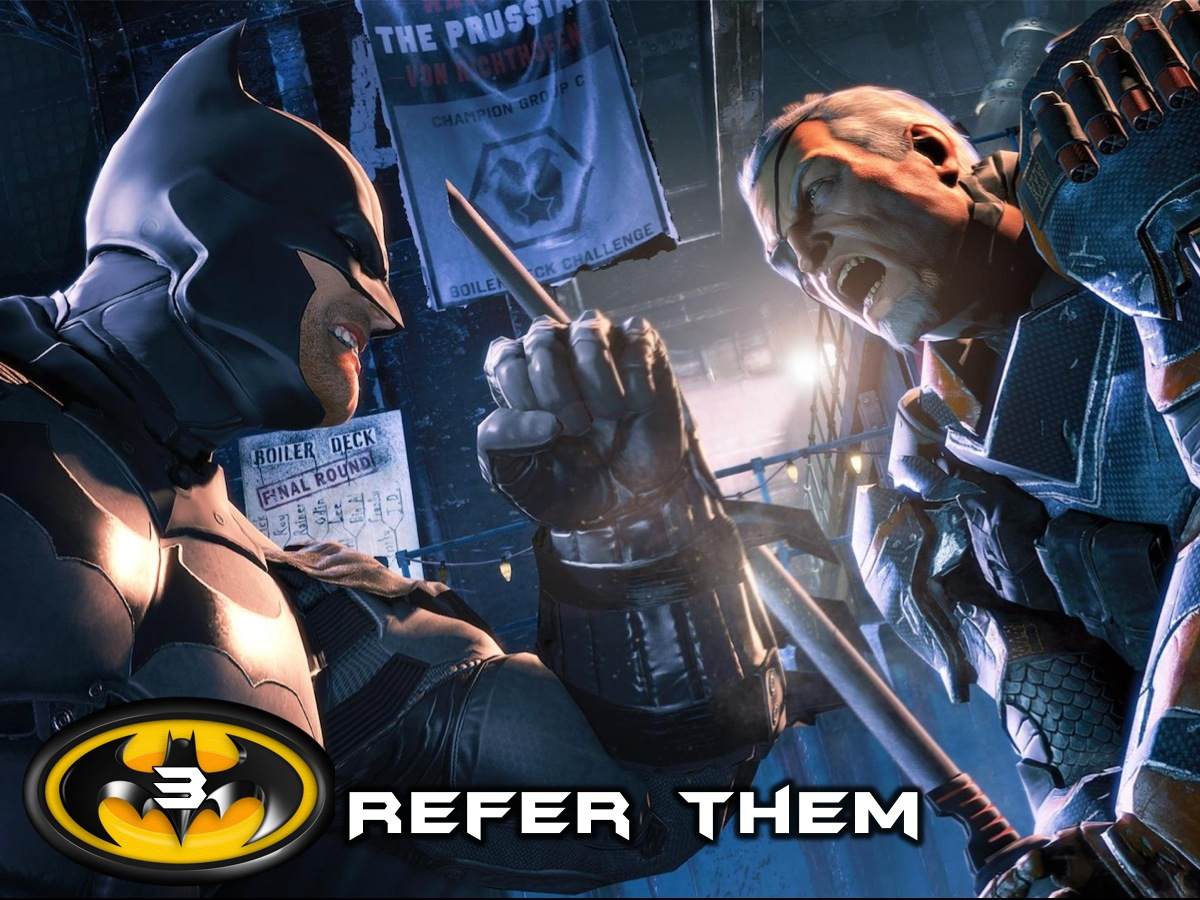 THE PRUSSIAN
VON RICHTHOFEN
CHAMPION GROUP C
BOILER DECK CHALLENGE
BOILER DECK
FINAL ROUND
3
REFER THEM